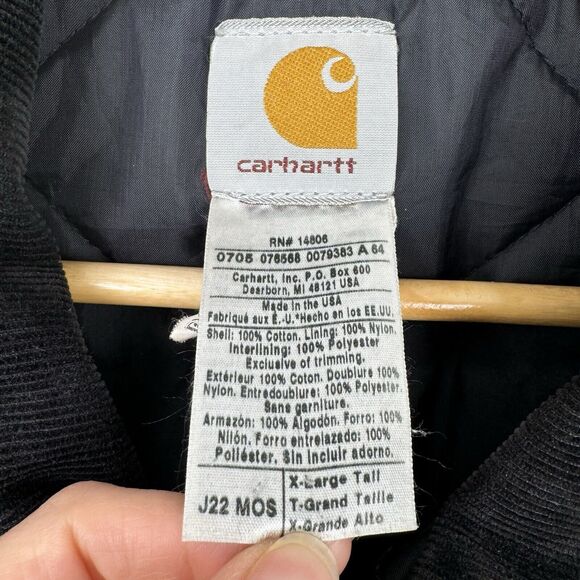 carhartt
RN# 14806
0705 076568 0079383 A 64
Carhartt, Inc. P.O. Box 600
Dearborn, MI 48121 USA
Made in the USA
Fabriqué aux É.-U.*Hecho en los EE.UU.
Shell: 100% Cotton. Lining: 100% Nylon.
Interlining: 100% Polyester
Exclusive of trimming.
Extérieur 100% Coton. Doublure 100%
Nylon. Entredoublure 100% Polyester.
Sans garniture.
Armazón: 100% Algodón. Forro: 100%
Nilón. Forro entrelazado: 100%
Poliéster. Sin incluir adorno.
J22 MOS
X-Large Tall
T-Grand Taille
X-Grande Alto